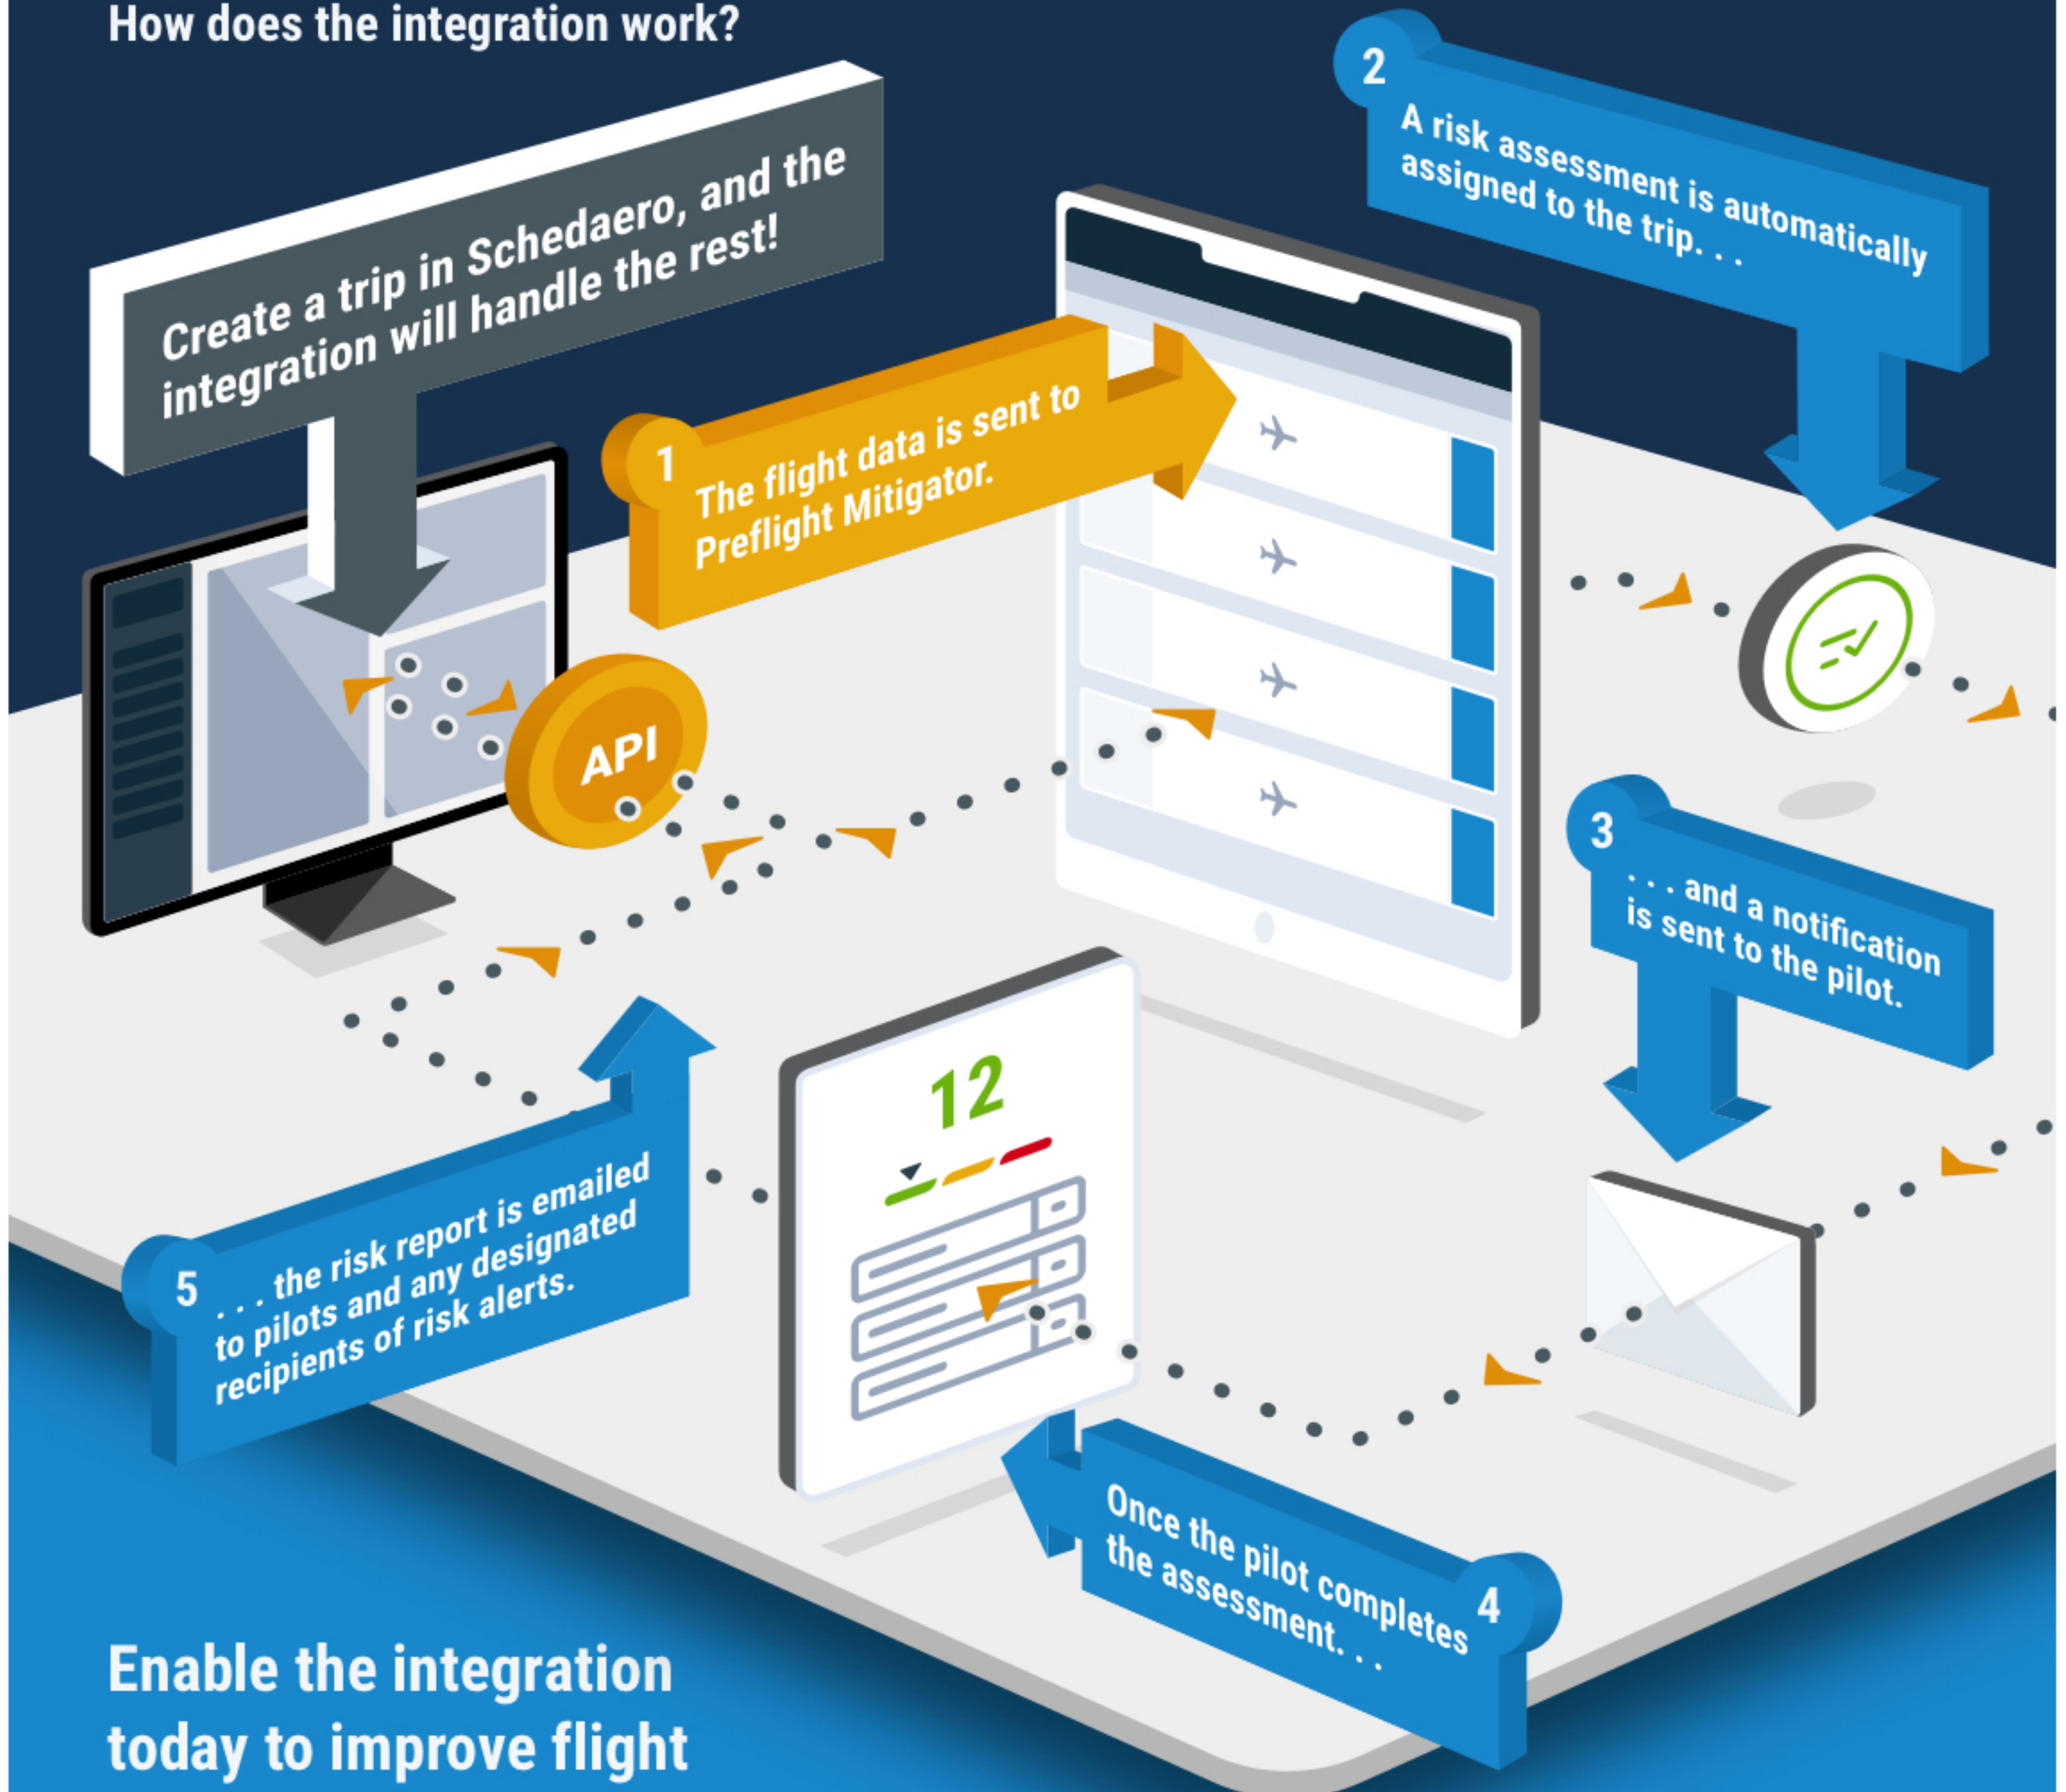 How does the integration work?
Create a trip in Schedaero, and the
integration will handle the rest!
1
The flight data is sent to
Preflight Mitigator.
2
A risk assessment is automatically
assigned to the trip. . .
API
3
. . . and a notification
is sent to the pilot.
12
4
Once the pilot completes
the assessment. . .
5
. . . the risk report is emailed
to pilots and any designated
recipients of risk alerts.
Enable the integration
today to improve flight